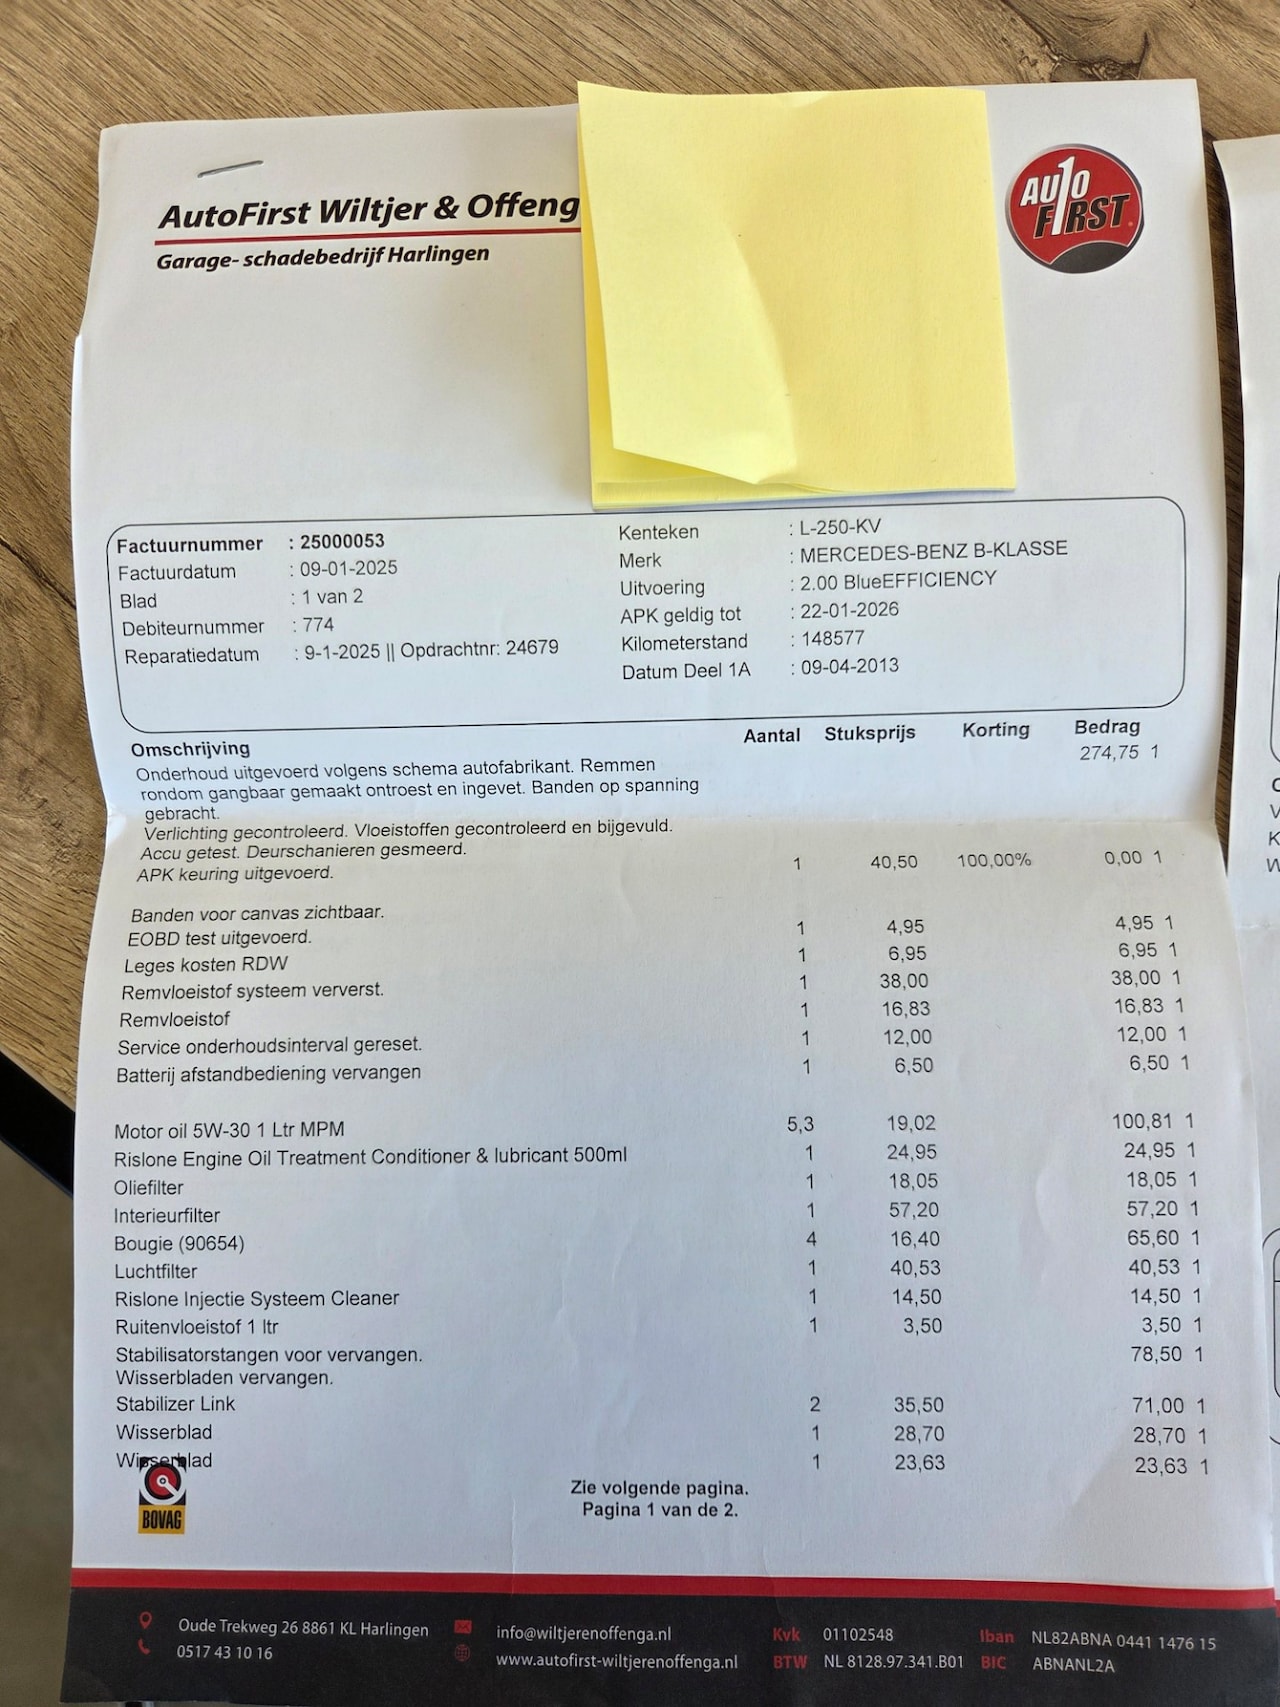 AutoFirst Wiltjer & Offeng
Garage- schadebedrijf Harlingen
AUTO
F1RST
Factuurnummer : 25000053
Factuurdatum : 09-01-2025
Blad : 1 van 2
Debiteurnummer : 774
Reparatiedatum : 9-1-2025 || Opdrachtnr: 24679
Kenteken : L-250-KV
Merk : MERCEDES-BENZ B-KLASSE
Uitvoering : 2.00 BlueEFFICIENCY
APK geldig tot : 22-01-2026
Kilometerstand : 148577
Datum Deel 1A : 09-04-2013
Omschrijving Aantal Stuksprijs Korting Bedrag
Onderhoud uitgevoerd volgens schema autofabrikant. Remmen 274,75 1
rondom gangbaar gemaakt ontroest en ingevet. Banden op spanning
gebracht.
Verlichting gecontroleerd. Vloeistoffen gecontroleerd en bijgevuld.
Accu getest. Deurschanieren gesmeerd.
APK keuring uitgevoerd. 1 40,50 100,00% 0,00 1
Banden voor canvas zichtbaar.
EOBD test uitgevoerd. 1 4,95 4,95 1
Leges kosten RDW 1 6,95 6,95 1
Remvloeistof systeem ververst. 1 38,00 38,00 1
Remvloeistof 1 16,83 16,83 1
Service onderhoudsinterval gereset. 1 12,00 12,00 1
Batterij afstandbediening vervangen 1 6,50 6,50 1
Motor oil 5W-30 1 Ltr MPM 5,3 19,02 100,81 1
Rislone Engine Oil Treatment Conditioner & lubricant 500ml 1 24,95 24,95 1
Oliefilter 1 18,05 18,05 1
Interieurfilter 1 57,20 57,20 1
Bougie (90654) 4 16,40 65,60 1
Luchtfilter 1 40,53 40,53 1
Rislone Injectie Systeem Cleaner 1 14,50 14,50 1
Ruitenvloeistof 1 ltr 1 3,50 3,50 1
Stabilisatorstangen voor vervangen. 78,50 1
Wisserbladen vervangen.
Stabilizer Link 2 35,50 71,00 1
Wisserblad 1 28,70 28,70 1
Wisserblad 1 23,63 23,63 1
BOVAG
Zie volgende pagina.
Pagina 1 van de 2.
Oude Trekweg 26 8861 KL Harlingen
0517 43 10 16
info@wiltjerenoffenga.nl
www.autofirst-wiltjerenoffenga.nl
Kvk 01102548
BTW NL 8128.97.341.B01
Iban NL82ABNA 0441 1476 15
BIC ABNANL2A